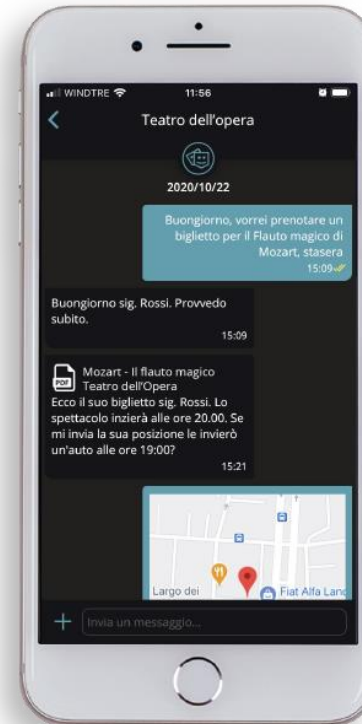 WINDTRE
11:56
Teatro dell'opera
2020/10/22
Buongiorno, vorrei prenotare un
biglietto per il Flauto magico di
Mozart, stasera
15:09
Buongiorno sig. Rossi. Provvedo
subito.
15:09
PDF
Mozart - Il flauto magico
Teatro dell'Opera
Ecco il suo biglietto sig. Rossi. Lo
spettacolo inzierà alle ore 20.00. Se
mi invia la sua posizione le invierò
un'auto alle ore 19:00?
15:21
Largo dei
Fiat Alfa Lanc
Invia un messaggio...